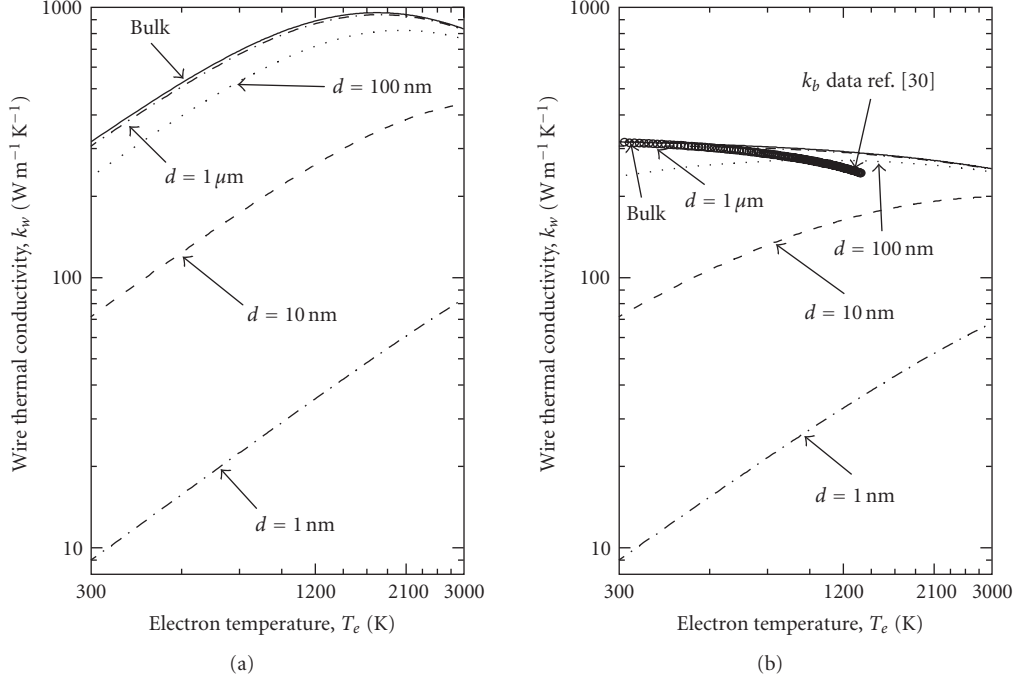 1000
100
10
300
1200
2100
3000
Wire thermal conductivity, k_w (W m⁻¹ K⁻¹)
Electron temperature, T_e (K)
Bulk
d = 100 nm
d = 1 μm
d = 10 nm
d = 1 nm
(a)
1000
100
10
300
1200
2100
3000
Wire thermal conductivity, k_w (W m⁻¹ K⁻¹)
Electron temperature, T_e (K)
k_b data ref. [30]
Bulk
d = 1 μm
d = 100 nm
d = 10 nm
d = 1 nm
(b)